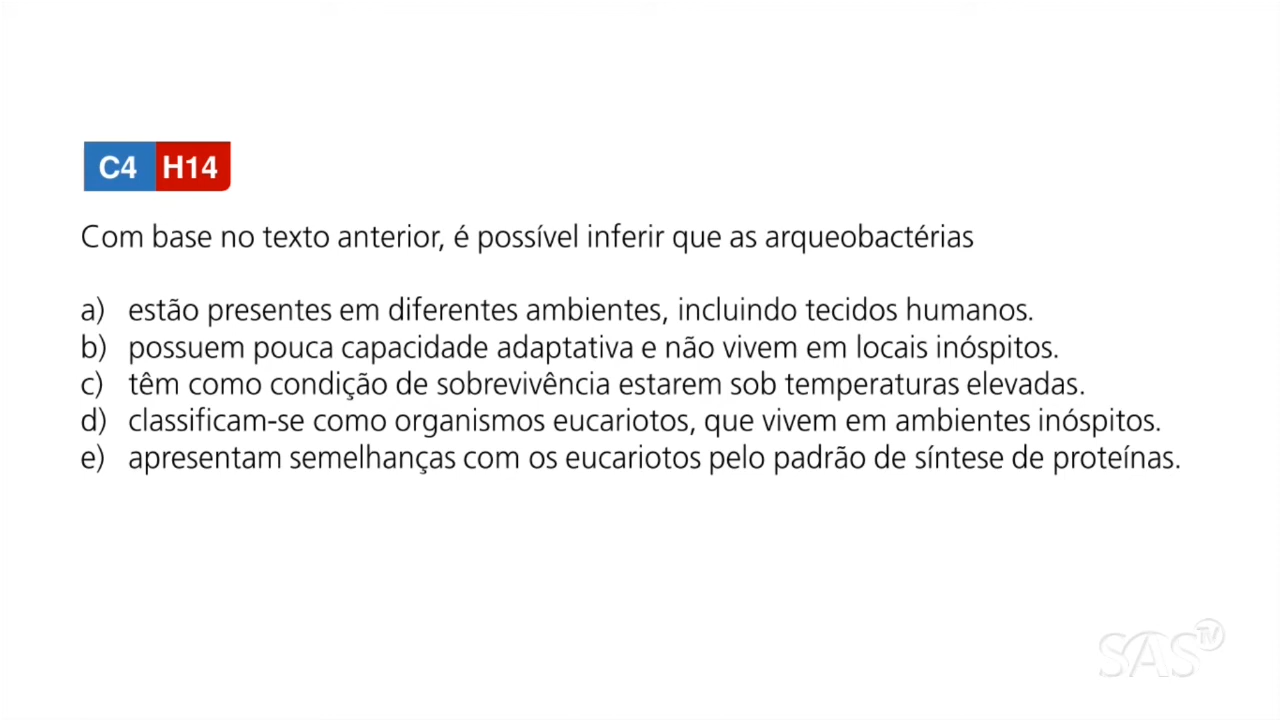 C4 H14
Com base no texto anterior, é possível inferir que as arqueobactérias
a) estão presentes em diferentes ambientes, incluindo tecidos humanos.
b) possuem pouca capacidade adaptativa e não vivem em locais inóspitos.
c) têm como condição de sobrevivência estarem sob temperaturas elevadas.
d) classificam-se como organismos eucariotos, que vivem em ambientes inóspitos.
e) apresentam semelhanças com os eucariotos pelo padrão de síntese de proteínas.
SAS TV